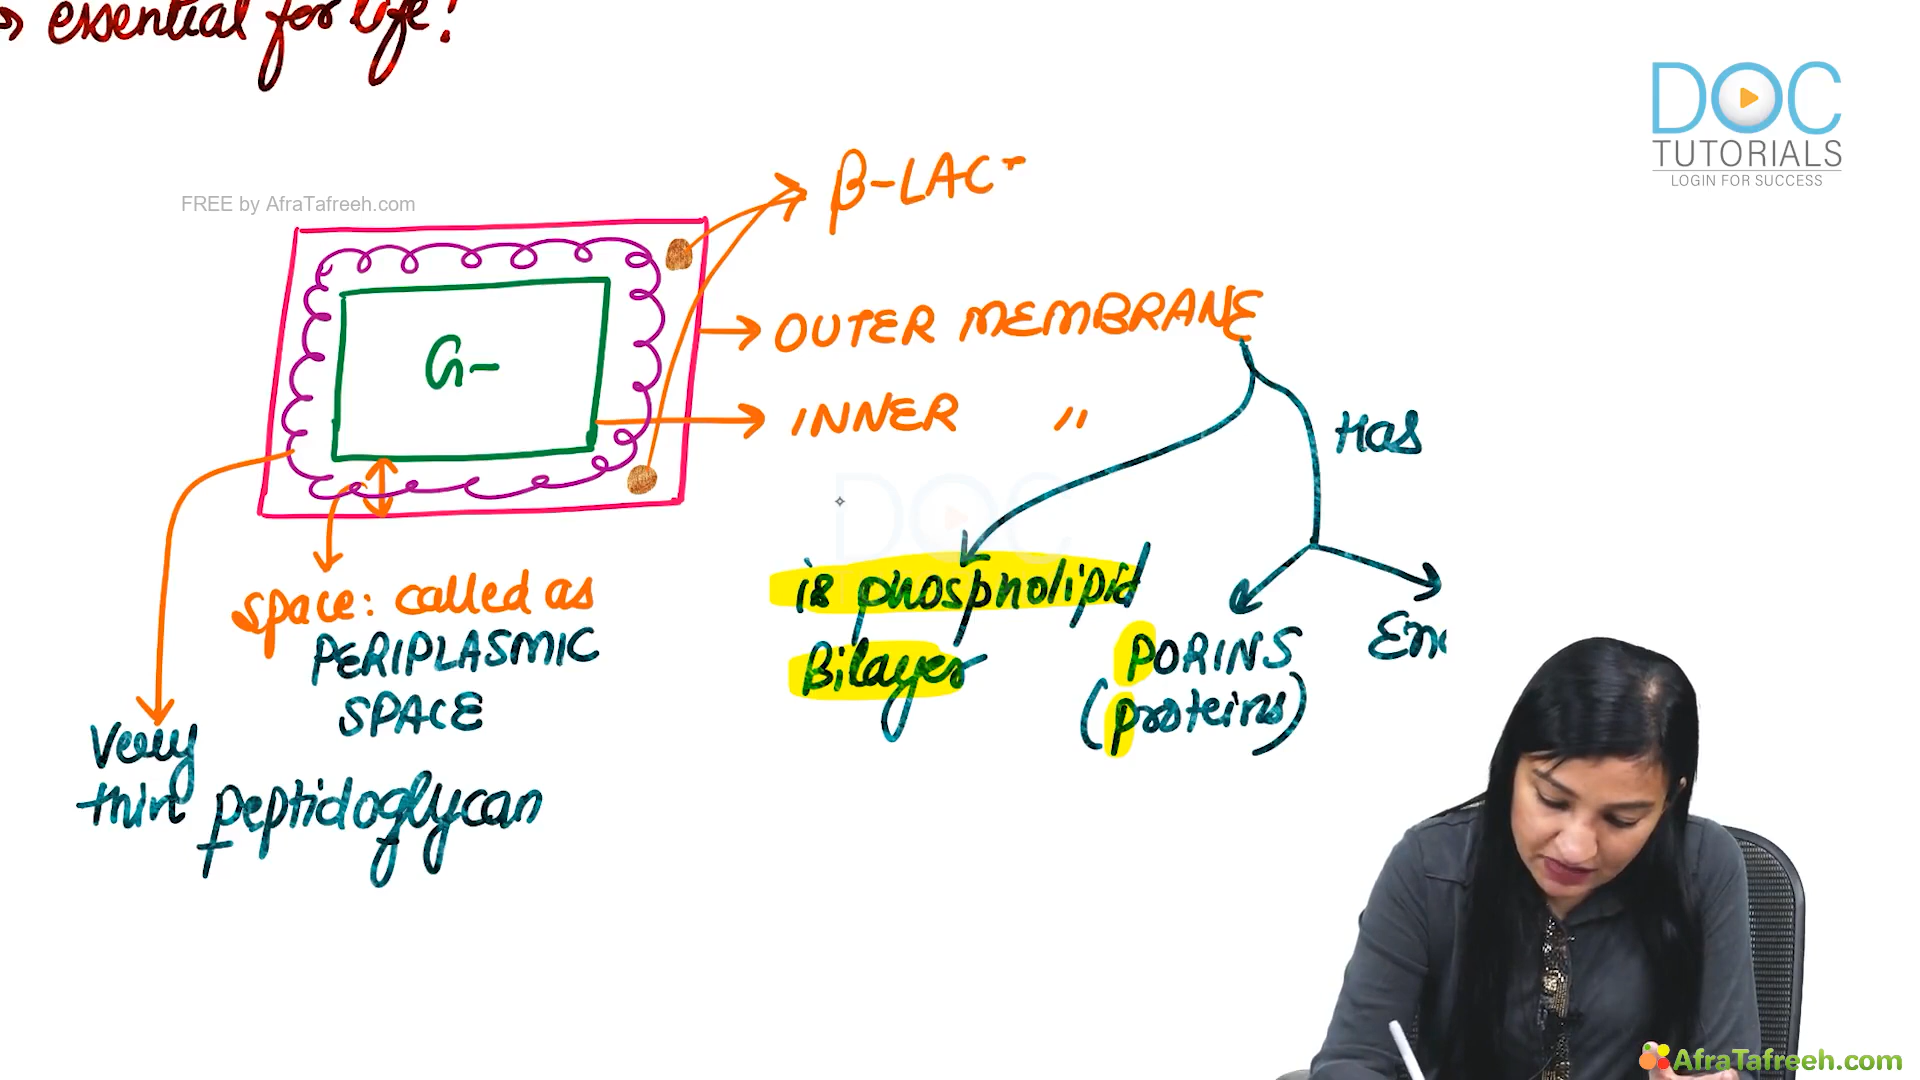 essential for life!
DOC
TUTORIALS
LOGIN FOR SUCCESS
FREE by AfraTafreeh.com
β-LAC
OUTER MEMBRANE
G-
INNER "
Has
is phospholipid
Bilayer
PORINS
(proteins)
space: called as
PERIPLASMIC
SPACE
Very
thin peptidoglycan
DOC
AfraTafreeh.com